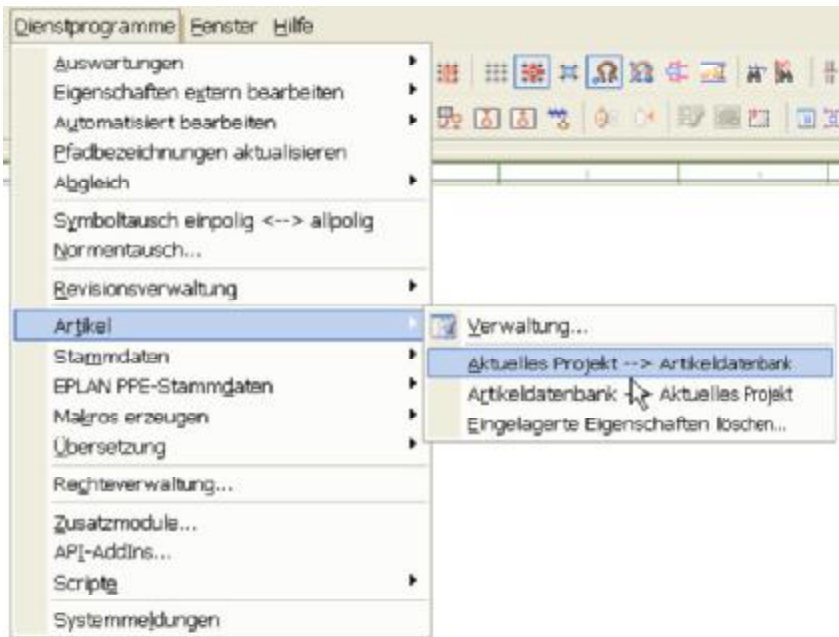 Dienstprogramme Fenster Hilfe
Auswertungen
Eigenschaften extern bearbeiten
Automatisiert bearbeiten
Pfadbezeichnungen aktualisieren
Abgleich
Symboltausch einpolig <--> allpolig
Normentausch...
Revisionsverwaltung
Artikel
Stammdaten
EPLAN PPE-Stammdaten
Makros erzeugen
Übersetzung
Rechteverwaltung...
Zusatzmodule...
API-AddIns...
Scripte
Systemmeldungen
Verwaltung...
Aktuelles Projekt --> Artikeldatenbank
Artikeldatenbank --> Aktuelles Projekt
Eingelagerte Eigenschaften löschen...